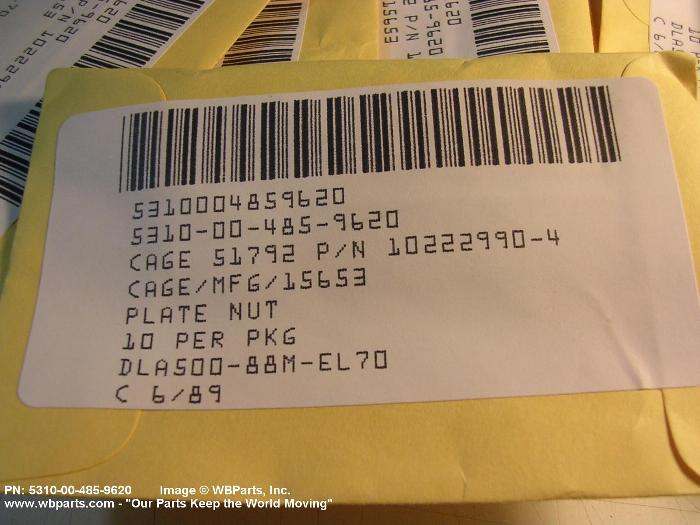 5310004859620
5310-00-485-9620
CAGE 51792 P/N 10222990-4
CAGE/MFG/15653
PLATE NUT
10 PER PKG
DLA500-88M-EL70
C 6/89
PN: 5310-00-485-9620 Image © WBParts, Inc.
www.wbparts.com - "Our Parts Keep the World Moving"